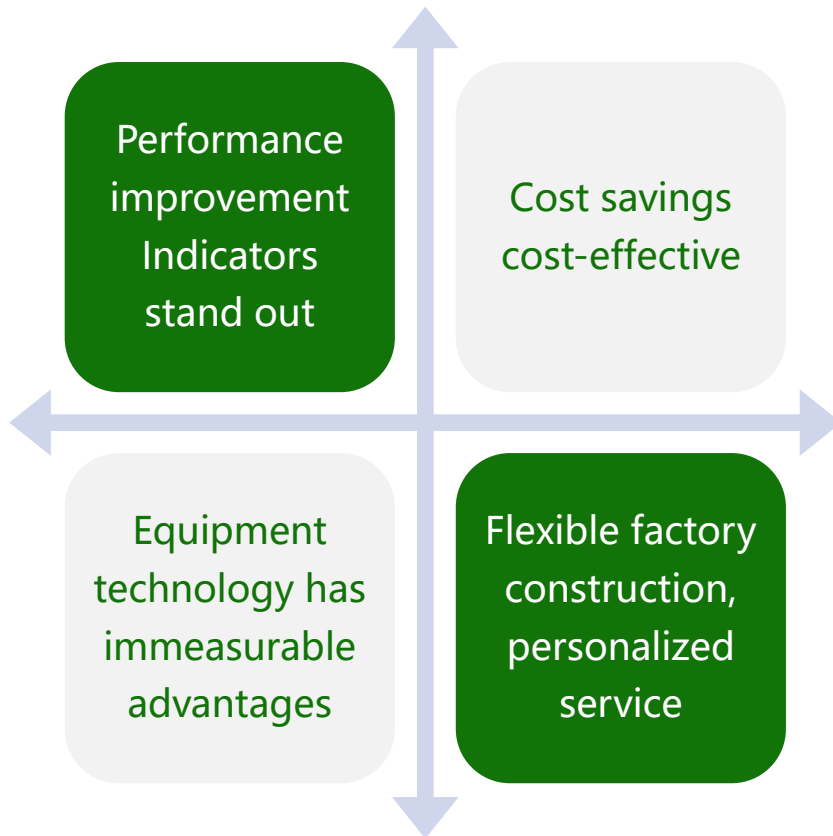 Performance
improvement
Indicators
stand out
Cost savings
cost-effective
Equipment
technology has
immeasurable
advantages
Flexible factory
construction,
personalized
service